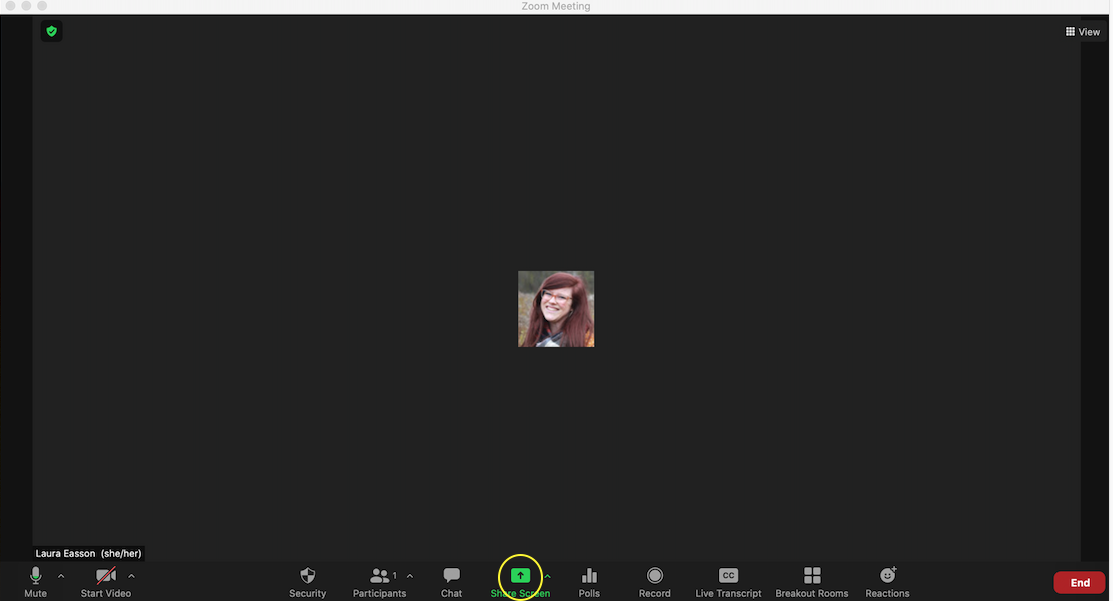 Zoom Meeting
View
Laura Easson (she/her)
1
CC
Mute
Start Video
Security
Participants
Chat
Share Screen
Polls
Record
Live Transcript
Breakout Rooms
Reactions
End